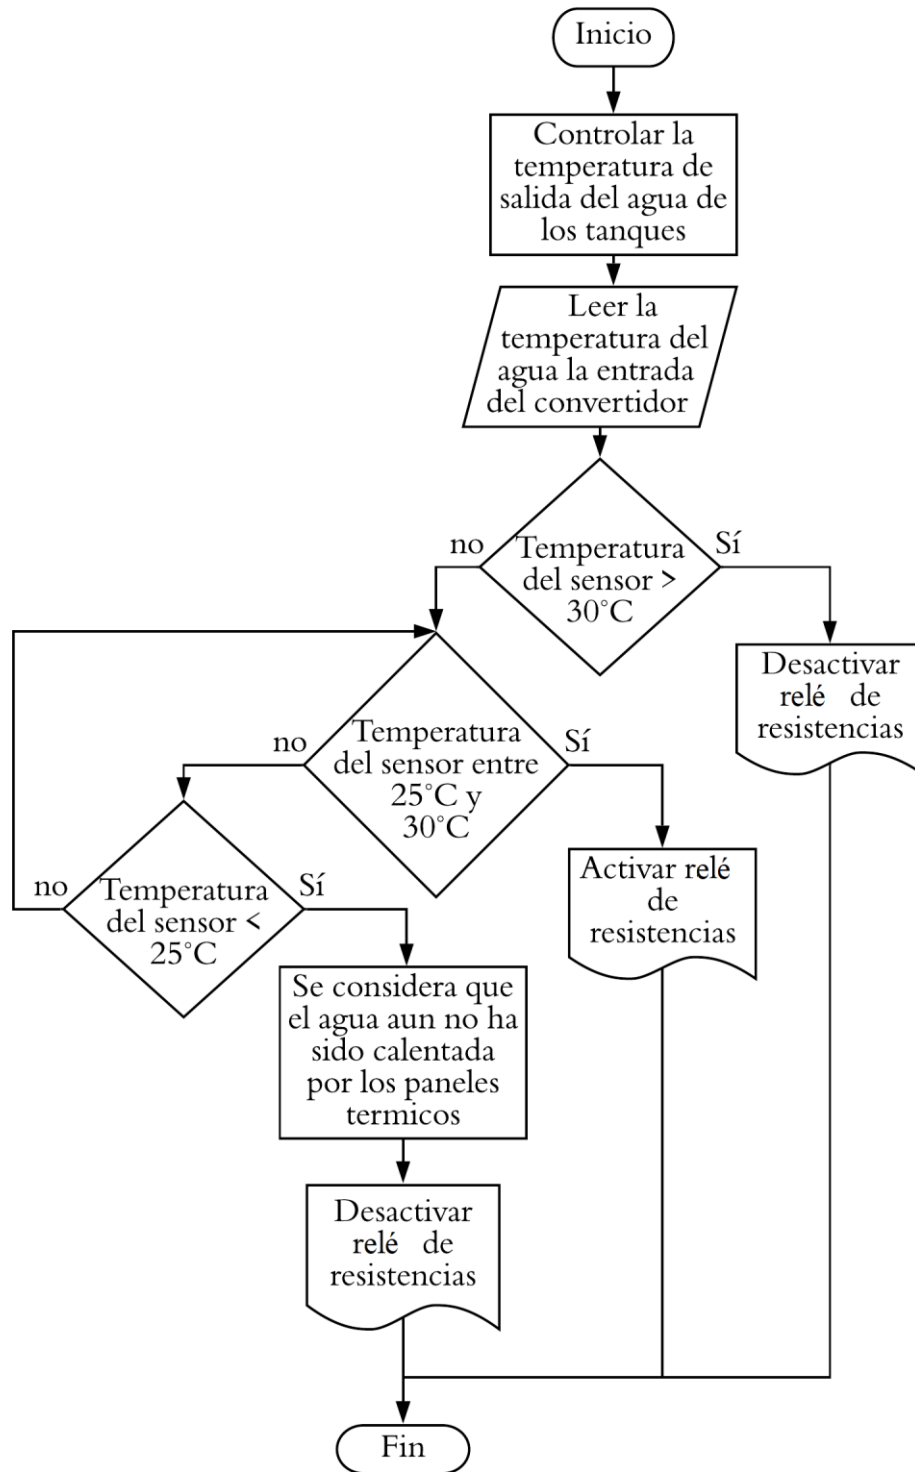 Inicio
Controlar la
temperatura de
salida del agua de
los tanques
Leer la
temperatura del
agua la entrada
del convertidor
no
Temperatura
del sensor >
30°C
Sí
Desactivar
relé de
resistencias
no
Temperatura
del sensor entre
25°C y
30°C
Sí
Activar relé
de
resistencias
no
Temperatura
del sensor <
25°C
Sí
Se considera que
el agua aun no ha
sido calentada
por los paneles
termicos
Desactivar
relé de
resistencias
Fin